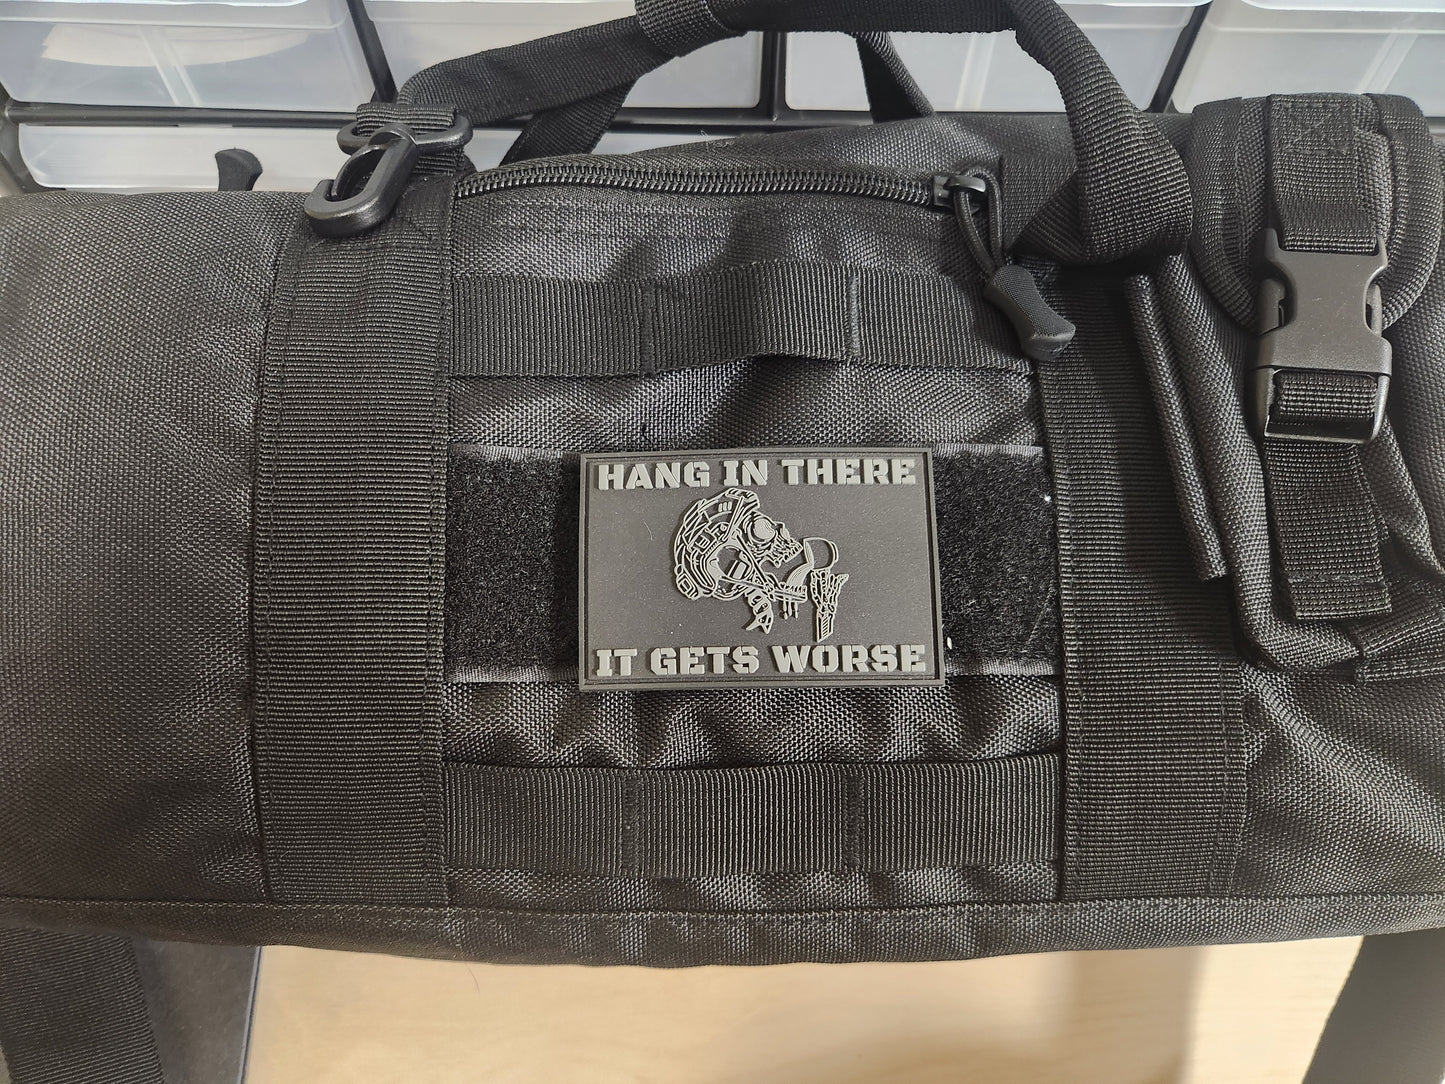 HANG IN THERE
IT GETS WORSE